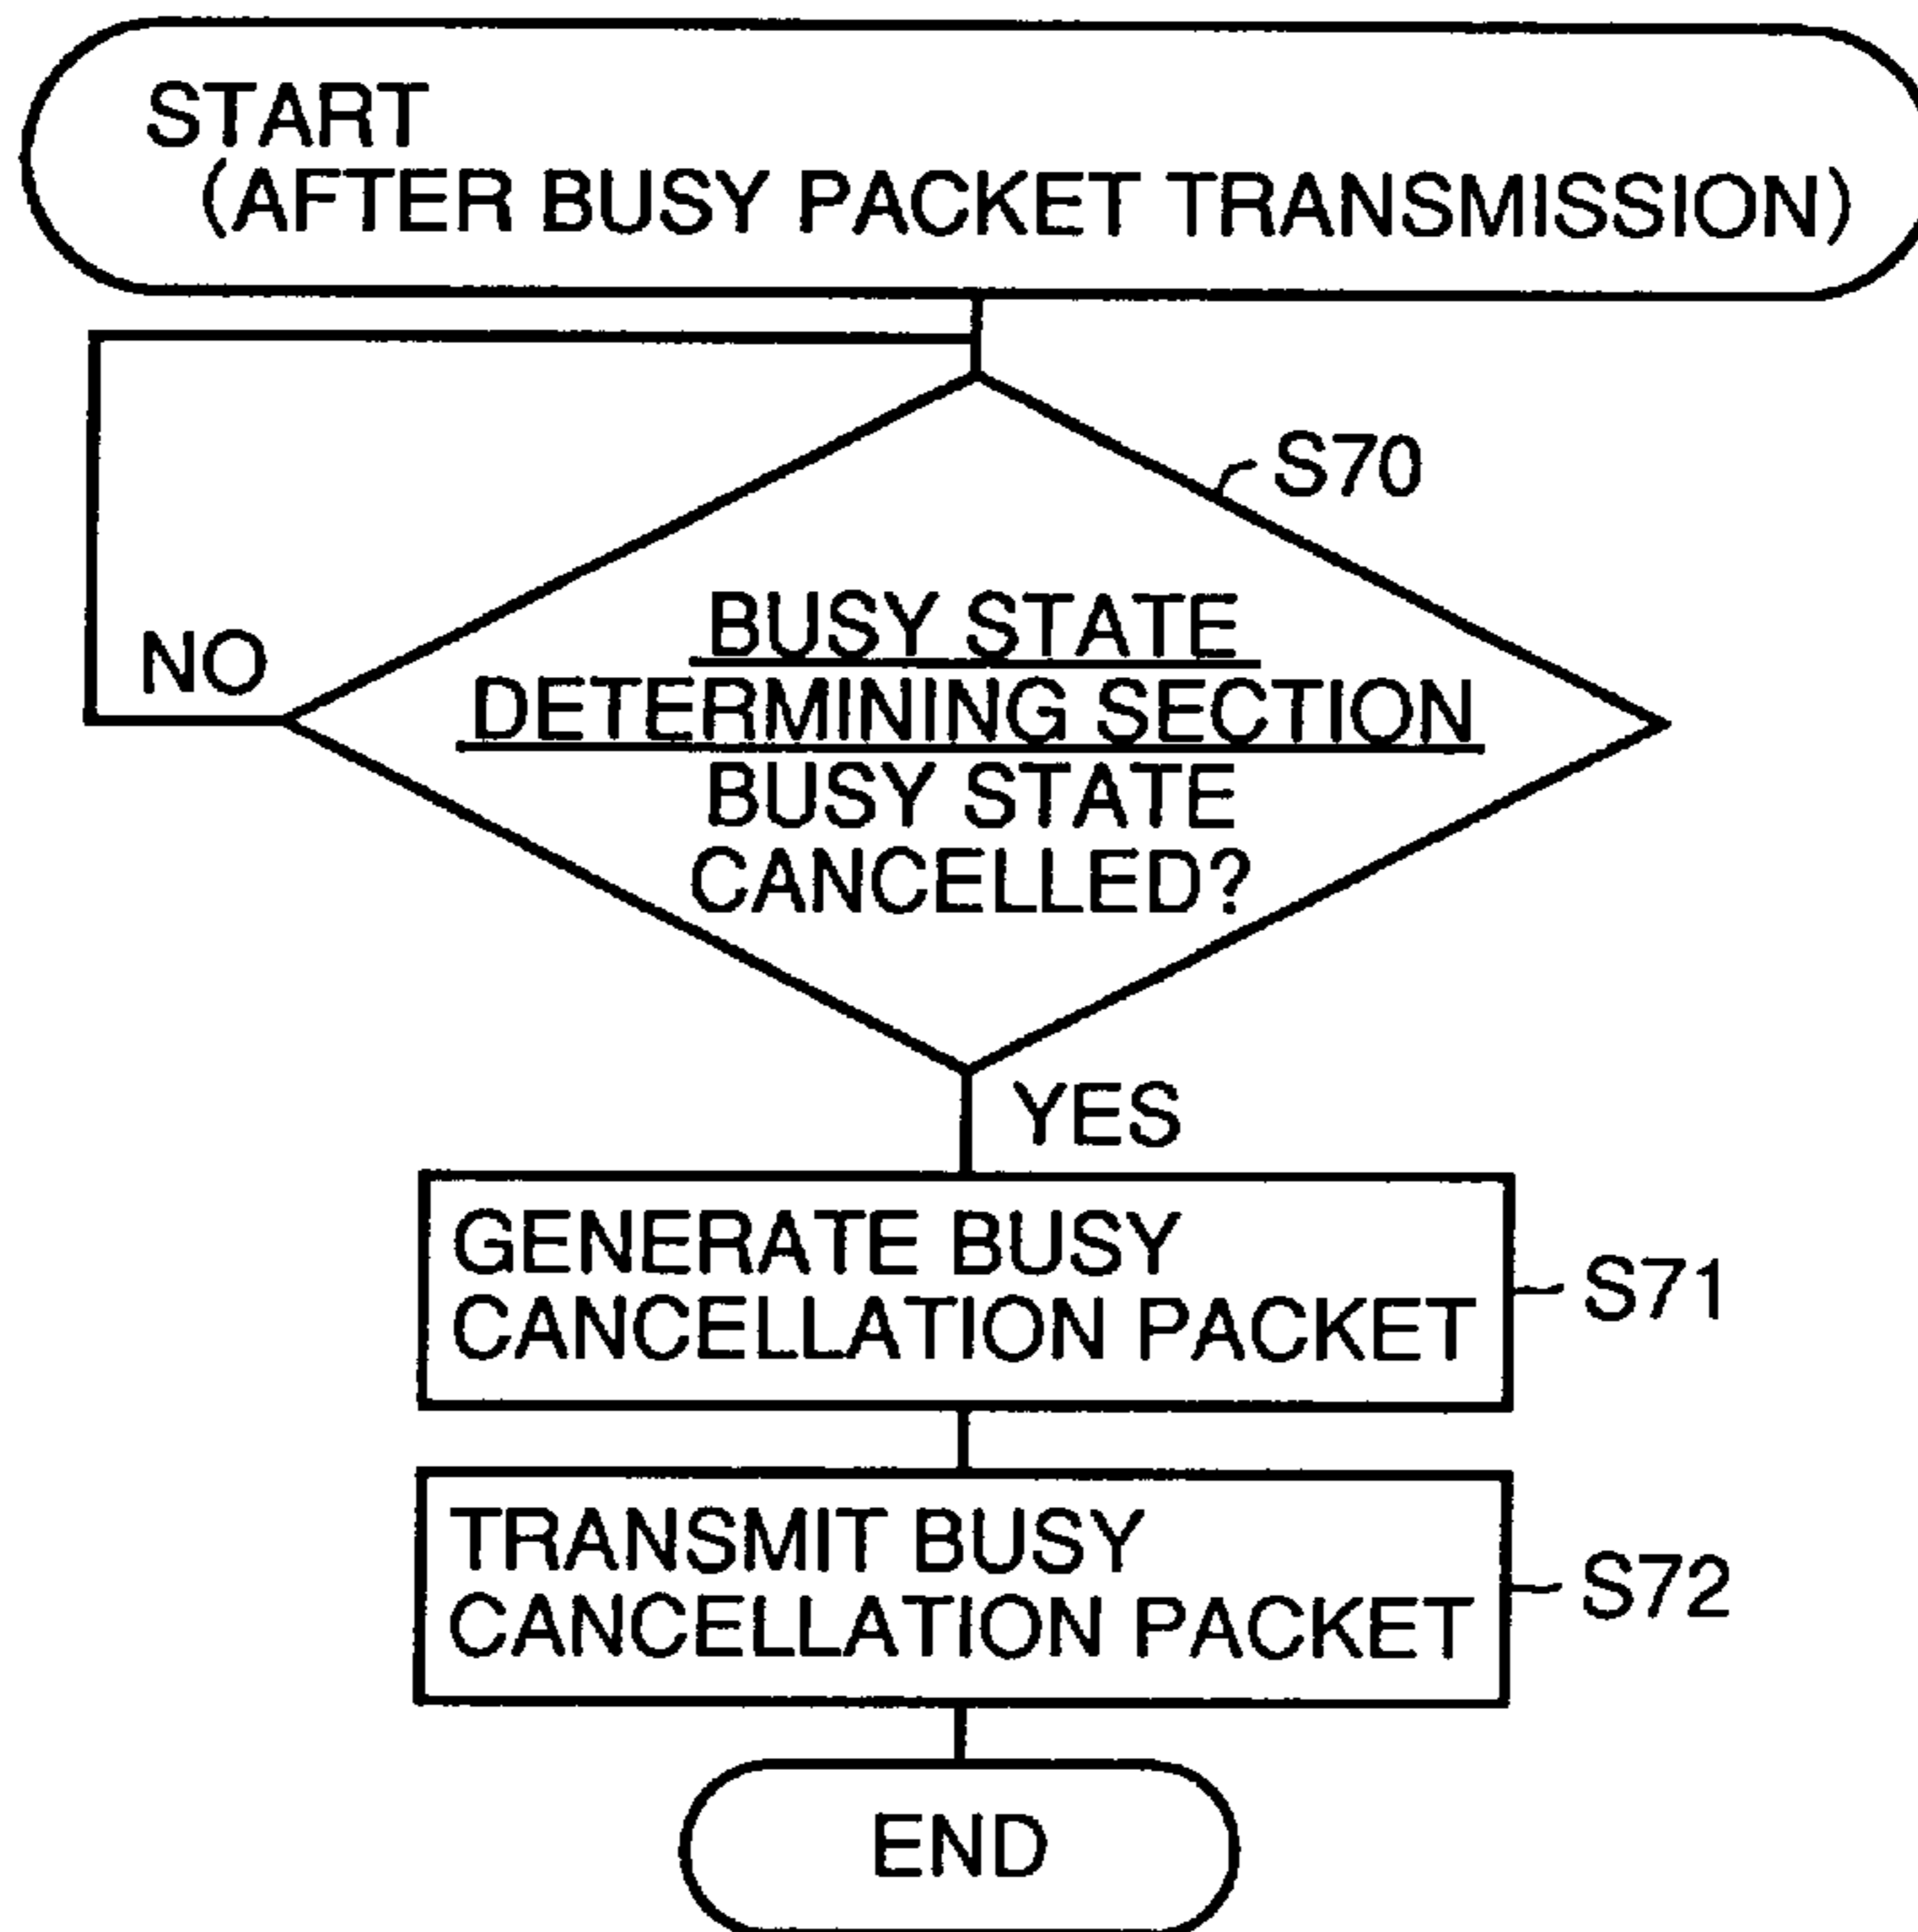 START
(AFTER BUSY PACKET TRANSMISSION)
S70
BUSY STATE
DETERMINING SECTION
BUSY STATE
CANCELLED?
NO
YES
GENERATE BUSY
CANCELLATION PACKET
S71
TRANSMIT BUSY
CANCELLATION PACKET
S72
END